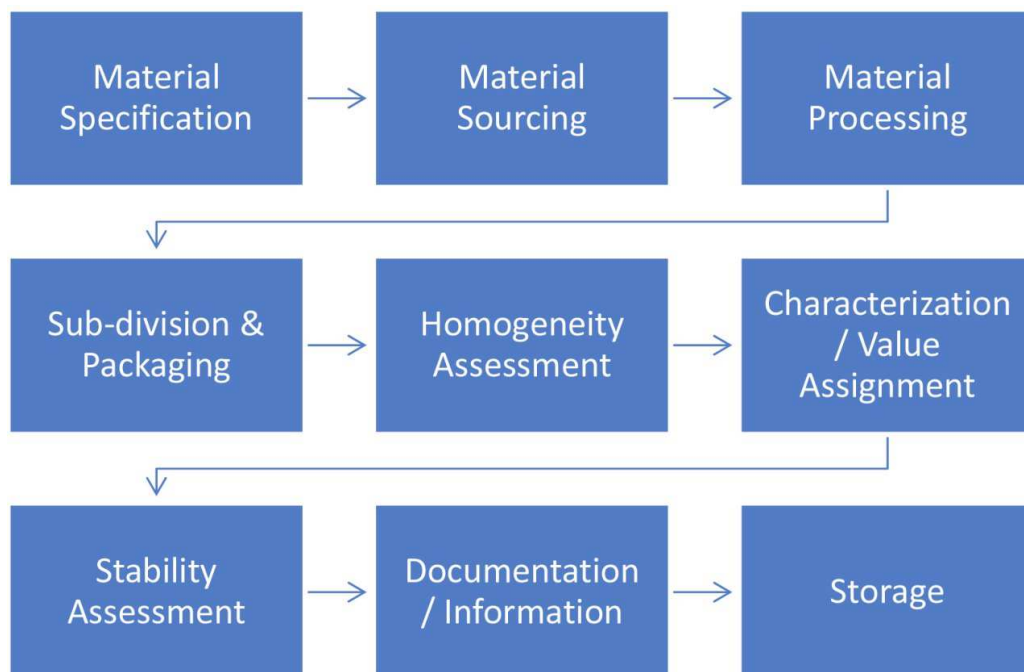 Material
Specification
Material
Sourcing
Material
Processing
Sub-division &
Packaging
Homogeneity
Assessment
Characterization
/ Value
Assignment
Stability
Assessment
Documentation
/ Information
Storage